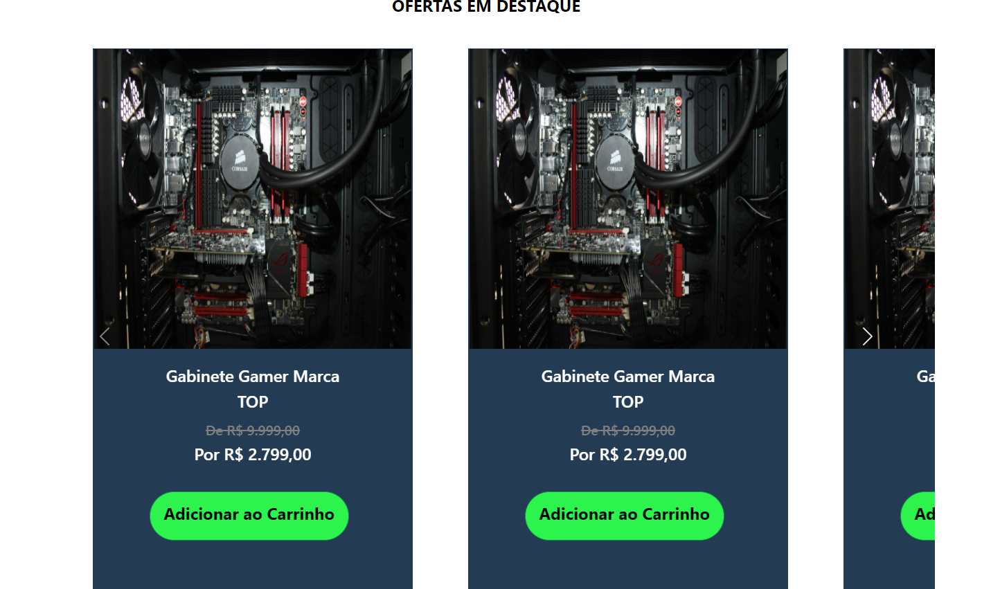 OFERTAS EM DESTAQUE
CORSAIR
CORSAIR
Gabinete Gamer Marca
TOP
De R$ 9.999,00
Por R$ 2.799,00
Adicionar ao Carrinho
Gabinete Gamer Marca
TOP
De R$ 9.999,00
Por R$ 2.799,00
Adicionar ao Carrinho
Ga
Ad